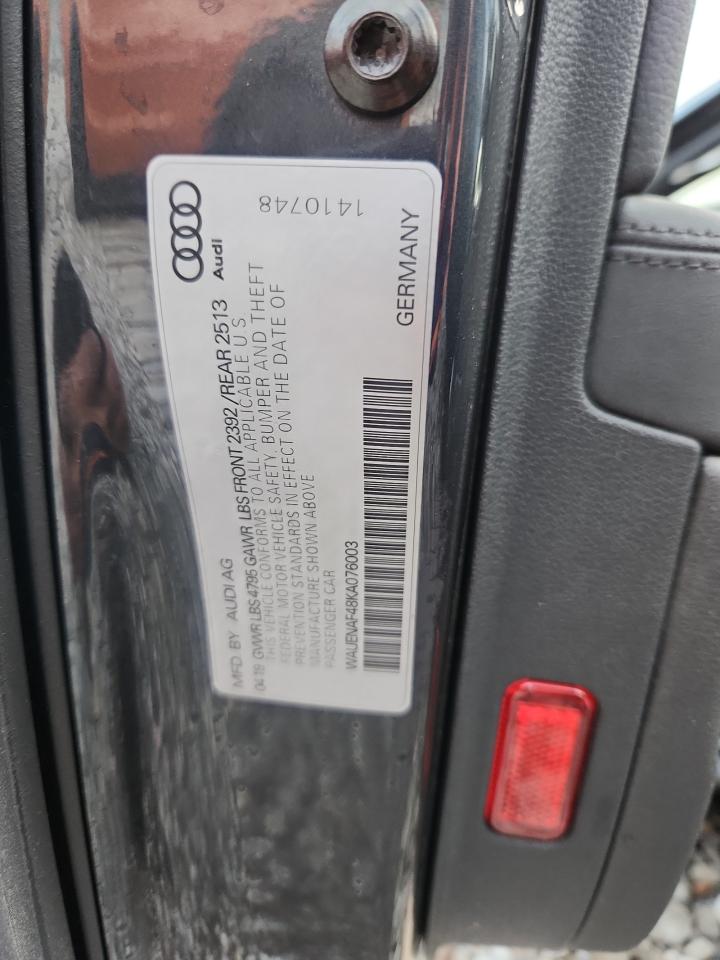 Audi
1410748
GERMANY
MFD. BY AUDI AG
04 19 GVWR LBS 4795 GAWR LBS FRONT 2392/REAR 2513
THIS VEHICLE CONFORMS TO ALL APPLICABLE U.S.
FEDERAL MOTOR VEHICLE SAFETY, BUMPER AND THEFT
PREVENTION STANDARDS IN EFFECT ON THE DATE OF
MANUFACTURE SHOWN ABOVE
PASSENGER CAR
WAUENAF48KA076003